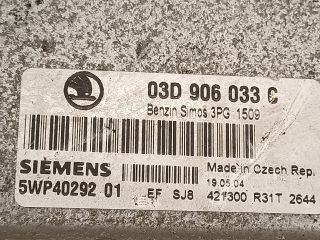 03D 906 033 C
Benzin Simos 3PG 1509
SIEMENS
Made in Czech Rep.
5WP40292 01
19.05.04
EF SJ8 421300 R31T 2644